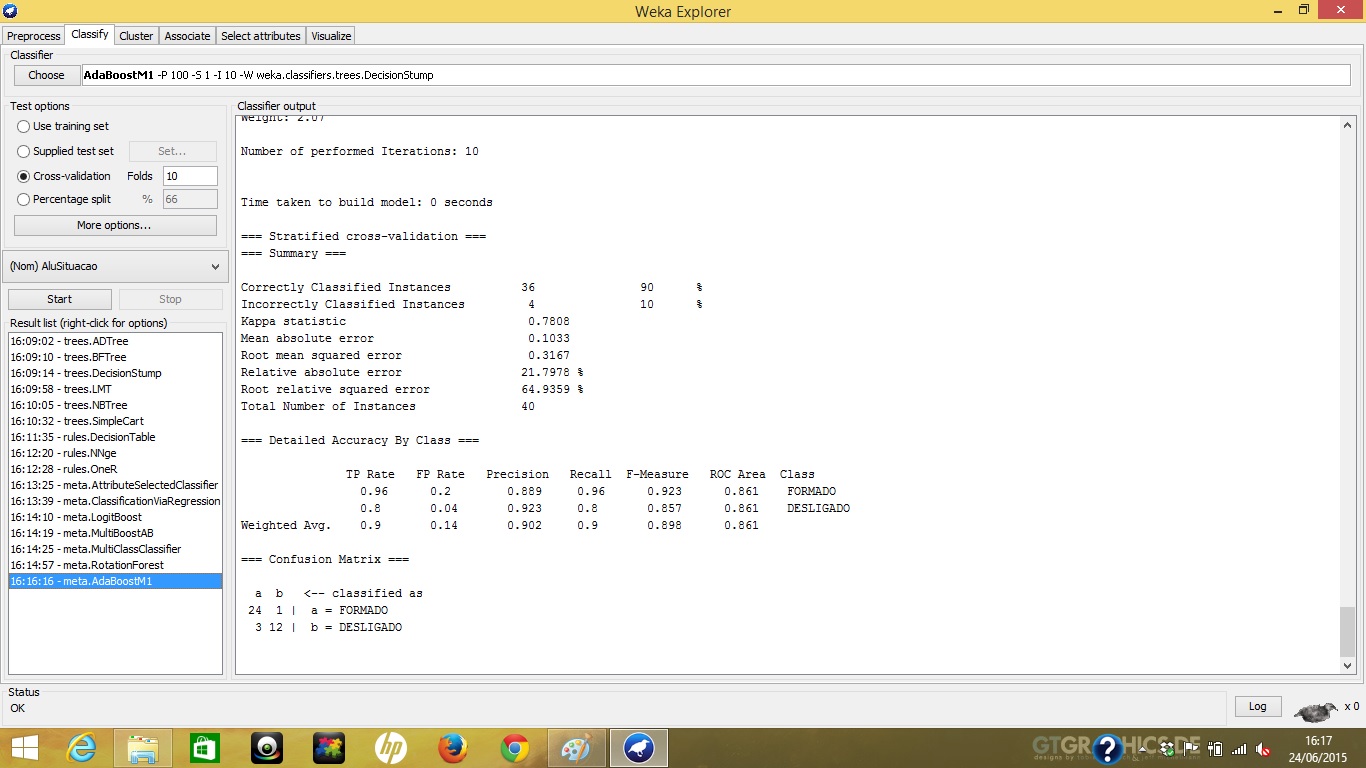 Weka Explorer
Preprocess Classify Cluster Associate Select attributes Visualize
Classifier
Choose AdaBoostM1 -P 100 -S 1 -I 10 -W weka.classifiers.trees.DecisionStump
Test options
Use training set
Supplied test set Set...
Cross-validation Folds 10
Percentage split % 66
More options...
(Nom) AluSituacao
Start Stop
Result list (right-click for options)
16:09:02 - trees.ADTree
16:09:10 - trees.BFTree
16:09:14 - trees.DecisionStump
16:09:58 - trees.LMT
16:10:05 - trees.NBTree
16:10:32 - trees.SimpleCart
16:11:35 - rules.DecisionTable
16:12:20 - rules.NNge
16:12:28 - rules.OneR
16:13:25 - meta.AttributeSelectedClassifier
16:13:39 - meta.ClassificationViaRegression
16:14:10 - meta.LogitBoost
16:14:19 - meta.MultiBoostAB
16:14:25 - meta.MultiClassClassifier
16:14:57 - meta.RotationForest
16:16:16 - meta.AdaBoostM1
Classifier output
Weight: 2.07
Number of performed Iterations: 10
Time taken to build model: 0 seconds
=== Stratified cross-validation ===
=== Summary ===
Correctly Classified Instances 36 90 %
Incorrectly Classified Instances 4 10 %
Kappa statistic 0.7808
Mean absolute error 0.1033
Root mean squared error 0.3167
Relative absolute error 21.7978 %
Root relative squared error 64.9359 %
Total Number of Instances 40
=== Detailed Accuracy By Class ===
TP Rate FP Rate Precision Recall F-Measure ROC Area Class
0.96 0.2 0.889 0.96 0.923 0.861 FORMADO
0.8 0.04 0.923 0.8 0.857 0.861 DESLIGADO
Weighted Avg. 0.9 0.14 0.902 0.9 0.898 0.861
=== Confusion Matrix ===
a b <-- classified as
24 1 | a = FORMADO
3 12 | b = DESLIGADO
Status
OK
Log x 0
hp
16:17
24/06/2015